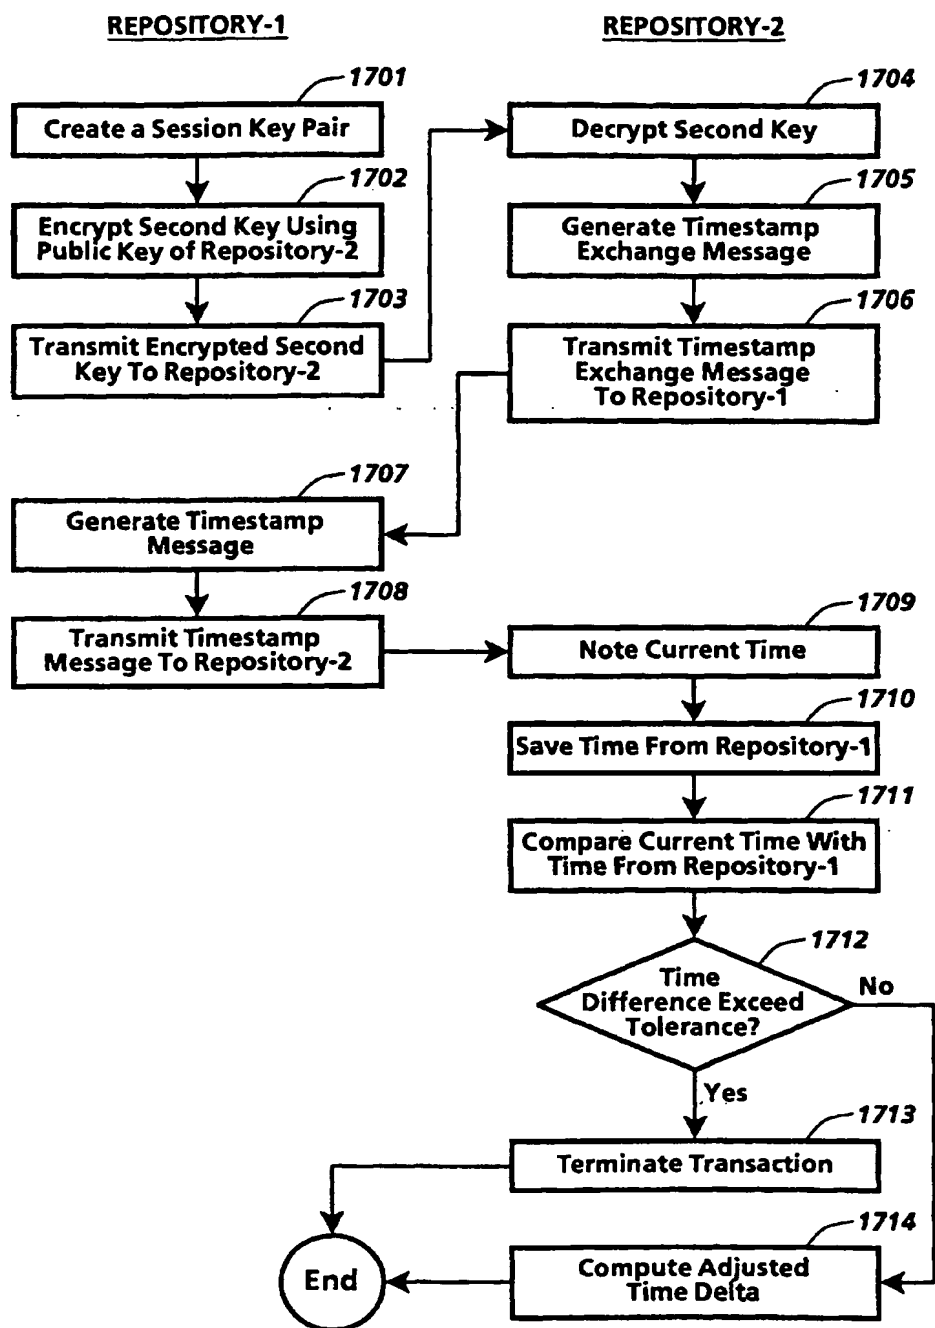 REPOSITORY-1
REPOSITORY-2
1701
Create a Session Key Pair
1702
Encrypt Second Key Using
Public Key of Repository-2
1703
Transmit Encrypted Second
Key To Repository-2
1704
Decrypt Second Key
1705
Generate Timestamp
Exchange Message
1706
Transmit Timestamp
Exchange Message
To Repository-1
1707
Generate Timestamp
Message
1708
Transmit Timestamp
Message To Repository-2
1709
Note Current Time
1710
Save Time From Repository-1
1711
Compare Current Time With
Time From Repository-1
1712
Time
Difference Exceed
Tolerance?
No
Yes
1713
Terminate Transaction
1714
Compute Adjusted
Time Delta
End